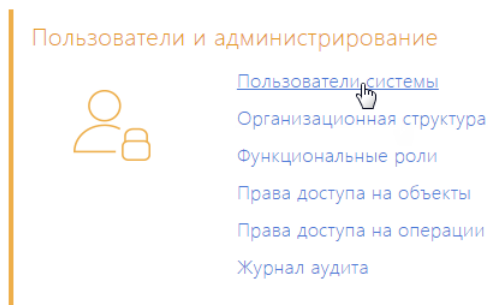 Пользователи и администрирование
Пользователи системы
Организационная структура
Функциональные роли
Права доступа на объекты
Права доступа на операции
Журнал аудита